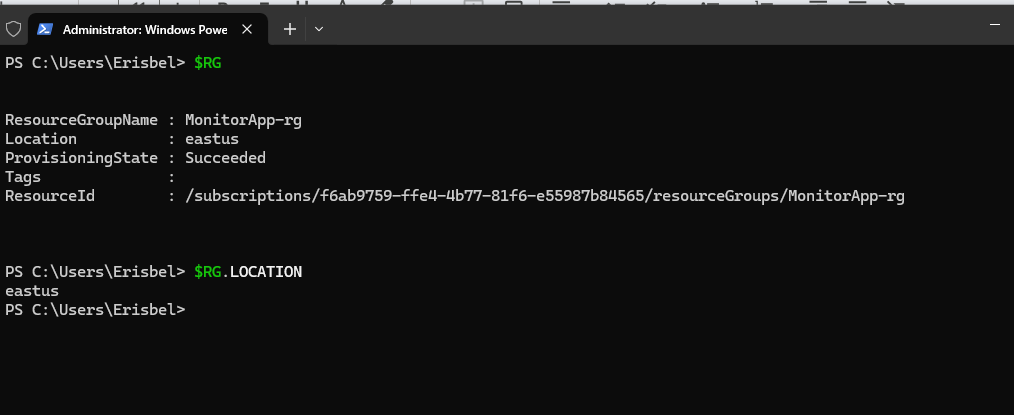 Administrator: Windows Powe
PS C:\Users\Erisbel> $RG
ResourceGroupName : MonitorApp-rg
Location : eastus
ProvisioningState : Succeeded
Tags :
ResourceId : /subscriptions/f6ab9759-ffe4-4b77-81f6-e55987b84565/resourceGroups/MonitorApp-rg
PS C:\Users\Erisbel> $RG.LOCATION
eastus
PS C:\Users\Erisbel>